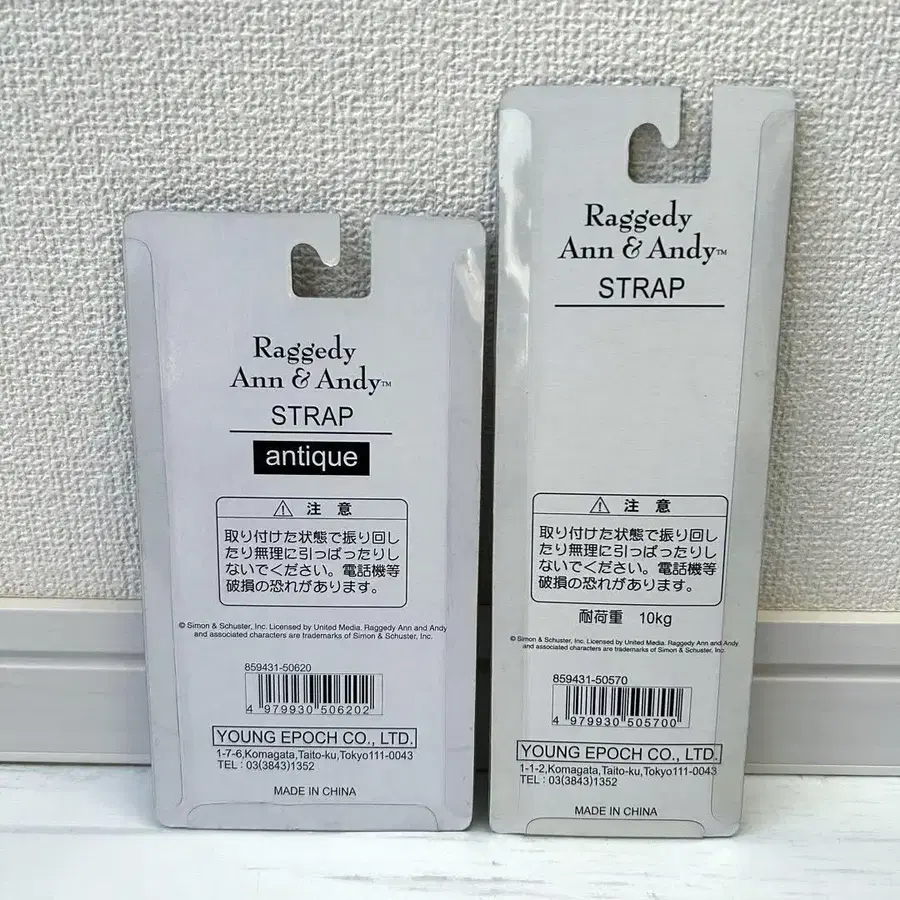 Raggedy
Ann & Andy™
STRAP
antique
⚠ 注 意
取り付けた状態で振り回し
たり無理に引っぱったりし
ないでください。電話機等
破損の恐れがあります。
© Simon & Schuster, Inc. Licensed by United Media. Raggedy Ann and Andy
and associated characters are trademarks of Simon & Schuster, Inc.
859431-50620
4 979930 506202
YOUNG EPOCH CO., LTD.
1-7-6,Komagata,Taito-ku,Tokyo111-0043
TEL : 03(3843)1352
MADE IN CHINA
Raggedy
Ann & Andy™
STRAP
⚠ 注 意
取り付けた状態で振り回し
たり無理に引っぱったりし
ないでください。電話機等
破損の恐れがあります。
耐荷重 10kg
© Simon & Schuster, Inc. Licensed by United Media. Raggedy Ann and Andy
and associated characters are trademarks of Simon & Schuster, Inc.
859431-50570
4 979930 505700
YOUNG EPOCH CO., LTD.
1-1-2,Komagata,Taito-ku,Tokyo111-0043
TEL : 03(3843)1352
MADE IN CHINA